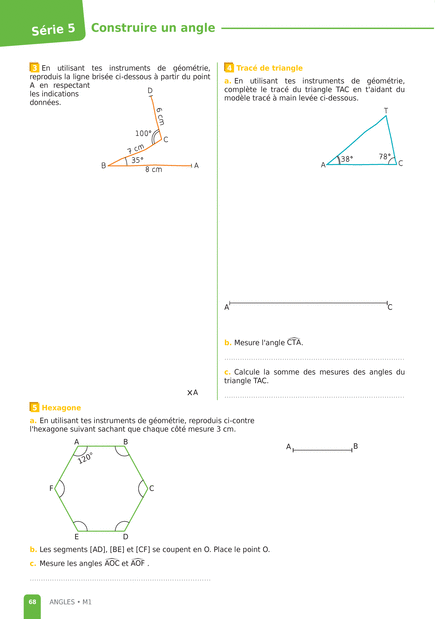 Série 5
Construire un angle
3 En utilisant tes instruments de géométrie,
reproduis la ligne brisée ci-dessous à partir du point
A en respectant
les indications
données.
D
6 cm
100°
C
7 cm
35°
B
A
8 cm
xA
4 Tracé de triangle
a. En utilisant tes instruments de géométrie,
complète le tracé du triangle TAC en t'aidant du
modèle tracé à main levée ci-dessous.
T
38°
78°
A
C
A
C
b. Mesure l'angle CTA.
c. Calcule la somme des mesures des angles du
triangle TAC.
5 Hexagone
a. En utilisant tes instruments de géométrie, reproduis ci-contre
l'hexagone suivant sachant que chaque côté mesure 3 cm.
A
B
120°
F
C
E
D
A
B
b. Les segments [AD], [BE] et [CF] se coupent en O. Place le point O.
c. Mesure les angles AOC et AOF .
68
ANGLES • M1